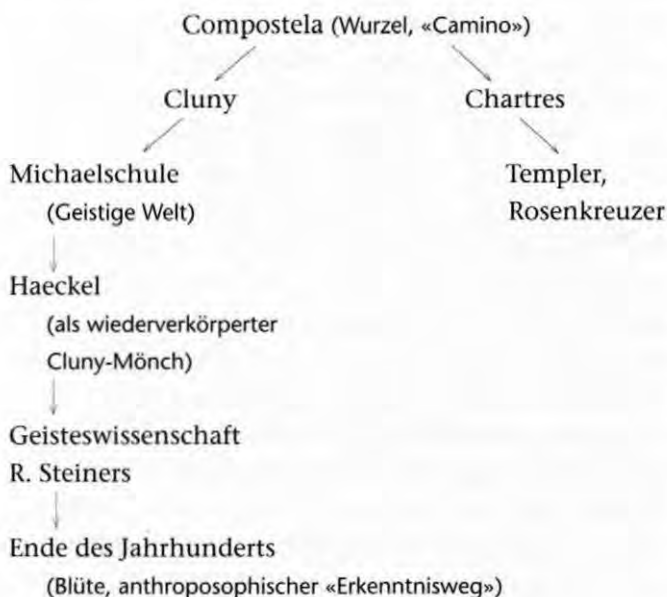 Compostela (Wurzel, «Camino»)
Cluny Chartres
Michaelschule Templer,
(Geistige Welt) Rosenkreuzer
Haeckel
(als wiederverkörperter
Cluny-Mönch)
Geisteswissenschaft
R. Steiners
Ende des Jahrhunderts
(Blüte, anthroposophischer «Erkenntnisweg»)